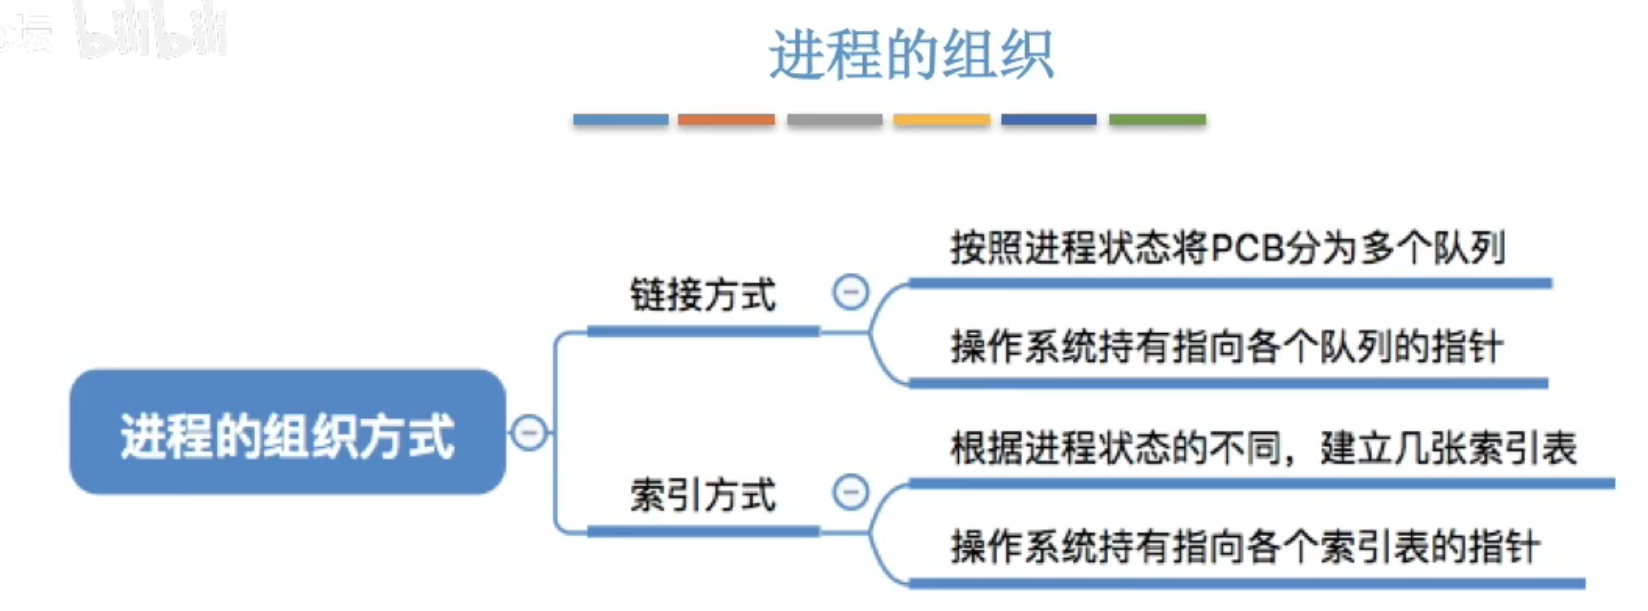 坛 bilibili
进程的组织
按照进程状态将PCB分为多个队列
链接方式
操作系统持有指向各个队列的指针
进程的组织方式
根据进程状态的不同，建立几张索引表
索引方式
操作系统持有指向各个索引表的指针